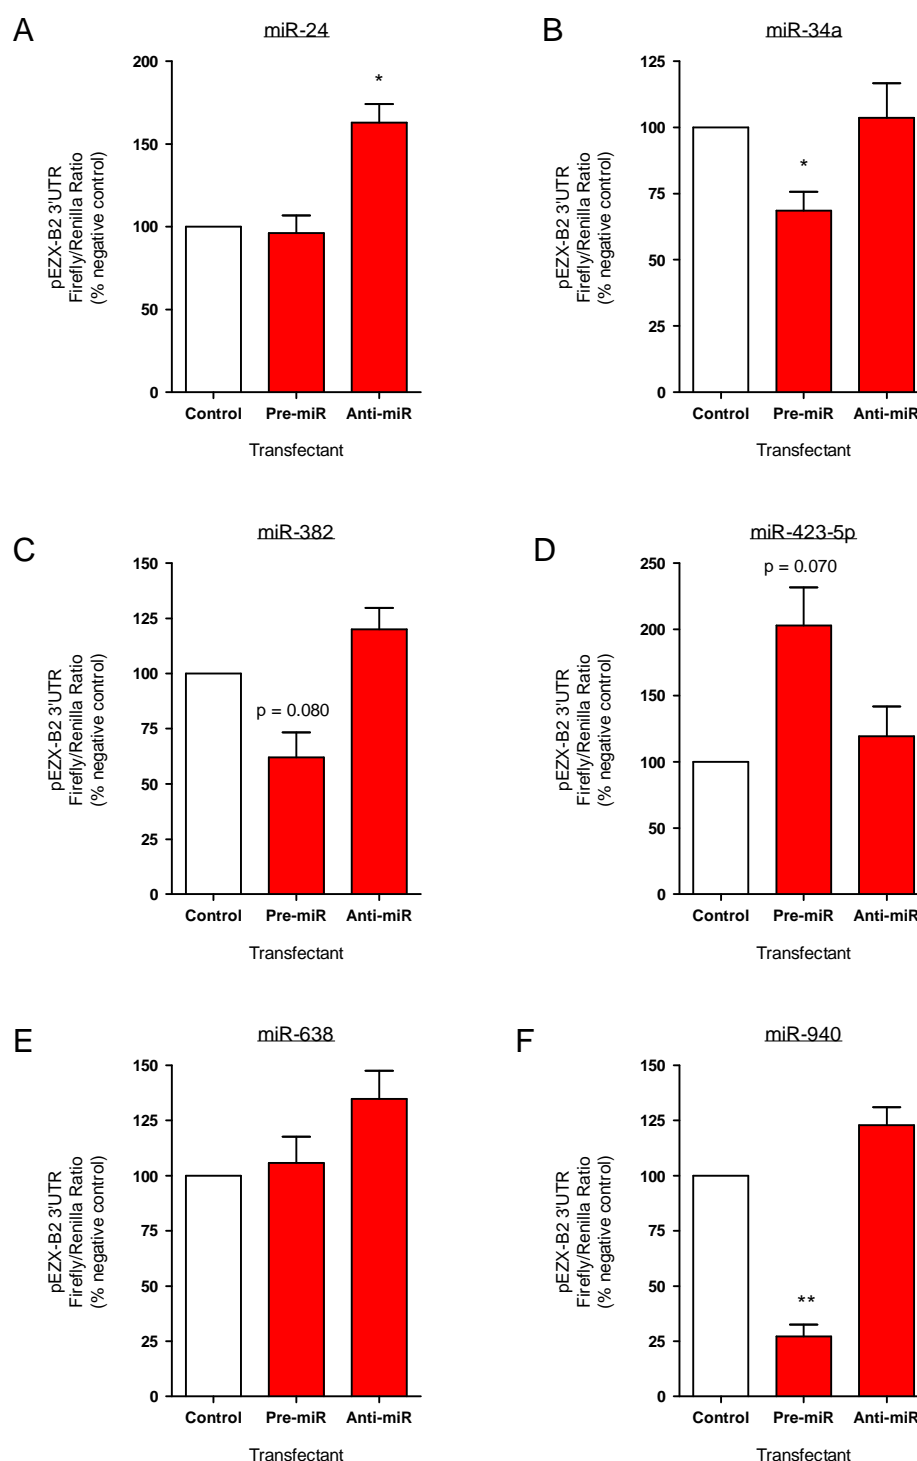 A
miR-24
200
150
100
50
0
pEZX-B2 3'UTR
Firefly/Renilla Ratio
(% negative control)
*
Control Pre-miR Anti-miR
Transfectant
B
miR-34a
125
100
75
50
25
0
pEZX-B2 3'UTR
Firefly/Renilla Ratio
(% negative control)
*
Control Pre-miR Anti-miR
Transfectant
C
miR-382
150
125
100
75
50
25
0
pEZX-B2 3'UTR
Firefly/Renilla Ratio
(% negative control)
p = 0.080
Control Pre-miR Anti-miR
Transfectant
D
miR-423-5p
250
200
150
100
50
0
pEZX-B2 3'UTR
Firefly/Renilla Ratio
(% negative control)
p = 0.070
Control Pre-miR Anti-miR
Transfectant
E
miR-638
150
125
100
75
50
25
0
pEZX-B2 3'UTR
Firefly/Renilla Ratio
(% negative control)
Control Pre-miR Anti-miR
Transfectant
F
miR-940
150
125
100
75
50
25
0
pEZX-B2 3'UTR
Firefly/Renilla Ratio
(% negative control)
**
Control Pre-miR Anti-miR
Transfectant